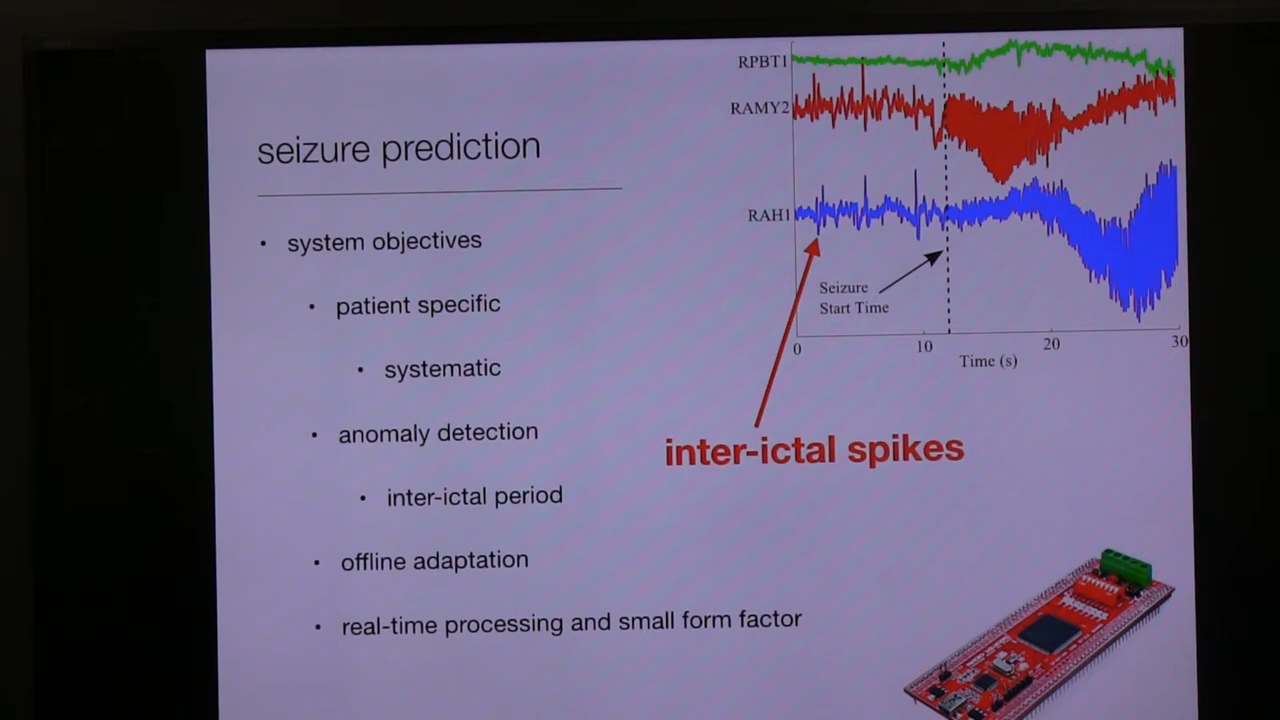 seizure prediction
• system objectives
• patient specific
• systematic
• anomaly detection
• inter-ictal period
• offline adaptation
• real-time processing and small form factor
RPBT1
RAMY2
RAH1
Seizure
Start Time
0 10 20 30
Time (s)
inter-ictal spikes